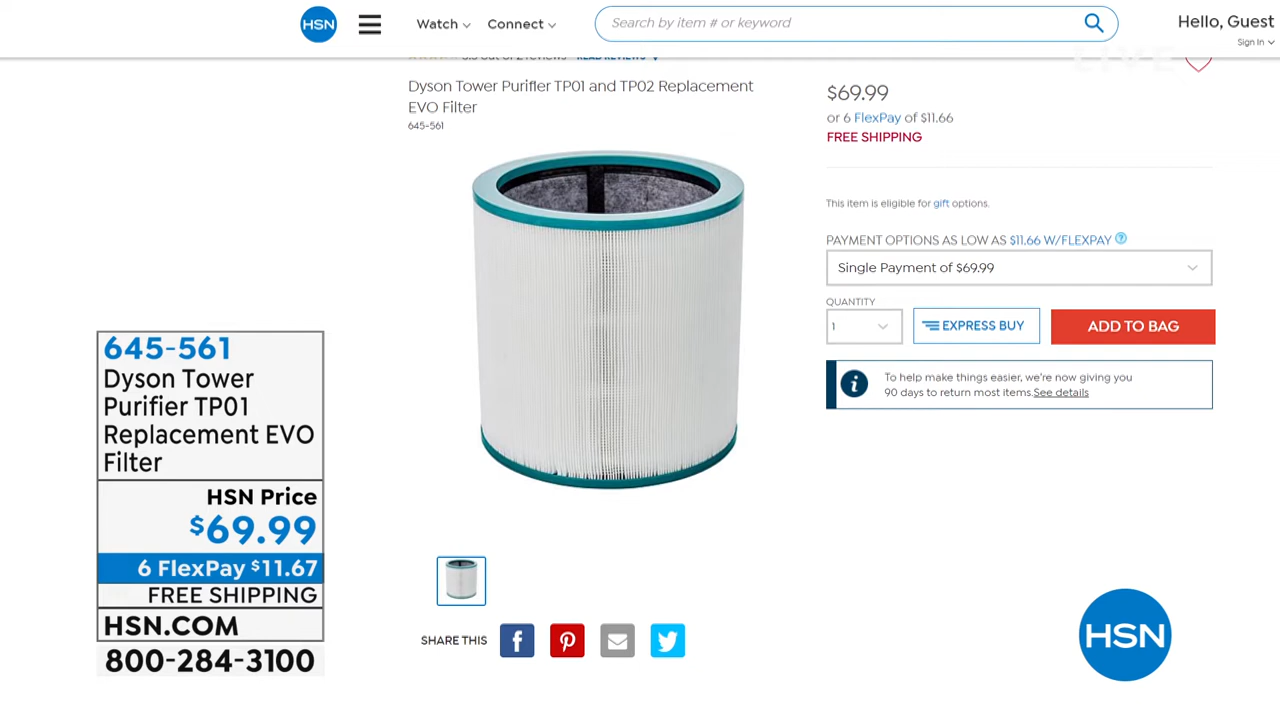 HSN
Watch
Connect
Search by item # or keyword
Hello, Guest
Sign In
LIVE
READ REVIEWS
Dyson Tower Purifier TP01 and TP02 Replacement
EVO Filter
645-561
$69.99
or 6 FlexPay of $11.66
FREE SHIPPING
This item is eligible for gift options.
PAYMENT OPTIONS AS LOW AS $11.66 W/FLEXPAY ?
Single Payment of $69.99
QUANTITY
1
EXPRESS BUY
ADD TO BAG
i
To help make things easier, we're now giving you
90 days to return most items.See details
645-561
Dyson Tower
Purifier TP01
Replacement EVO
Filter
HSN Price
$69.99
6 FlexPay $11.67
FREE SHIPPING
HSN.COM
800-284-3100
SHARE THIS
HSN